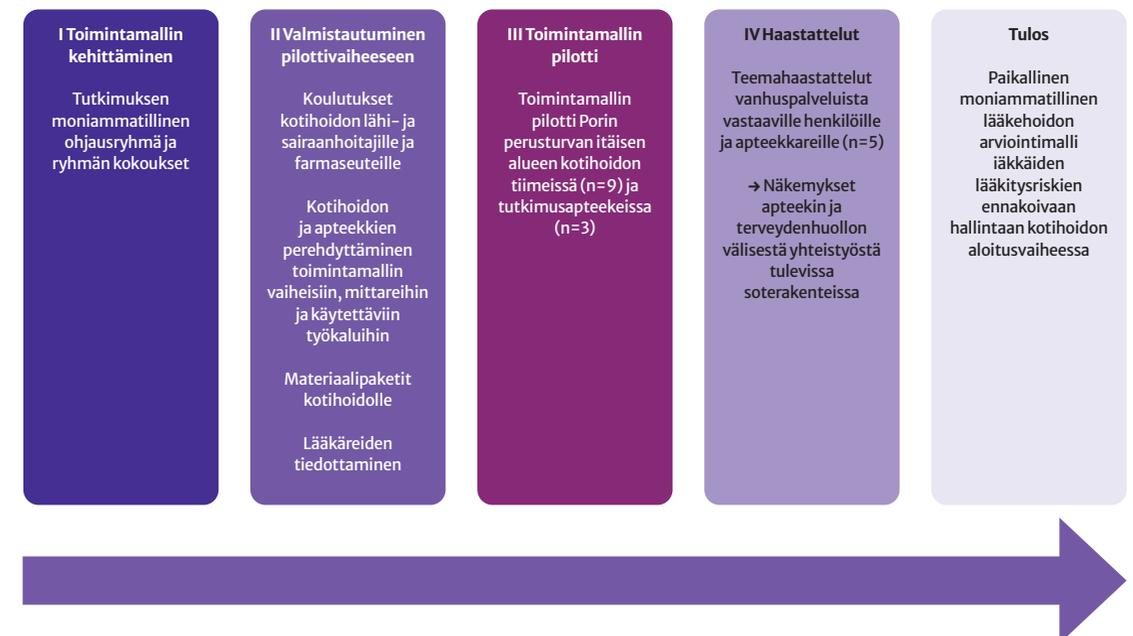 I Toimintamallin
kehittäminen
Tutkimuksen
moniammatillinen
ohjausryhmä ja
ryhmän kokoukset
II Valmistautuminen
pilottivaiheeseen
Koulutukset
kotihoidon lähi- ja
sairaanhoitajille ja
farmaseuteille
Kotihoidon
ja apteekkien
perehdyttäminen
toimintamallin
vaiheisiin, mittareihin
ja käytettäviin
työkaluihin
Materiaalipaketit
kotihoidolle
Lääkäreiden
tiedottaminen
III Toimintamallin
pilotti
Toimintamallin
pilotti Porin
perusturvan itäisen
alueen kotihoidon
tiimeissä (n=9) ja
tutkimusapteekeissa
(n=3)
IV Haastattelut
Teemahaastattelut
vanhuspalveluista
vastaaville henkilöille
ja apteekkareille (n=5)
→ Näkemykset
apteekin ja
terveydenhuollon
välisestä yhteistyöstä
tulevissa
soterakenteissa
Tulos
Paikallinen
moniammatillinen
lääkehoidon
arviointimalli
iäkkäiden
lääkitysriskien
ennakoivaan
hallintaan kotihoidon
aloitusvaiheessa